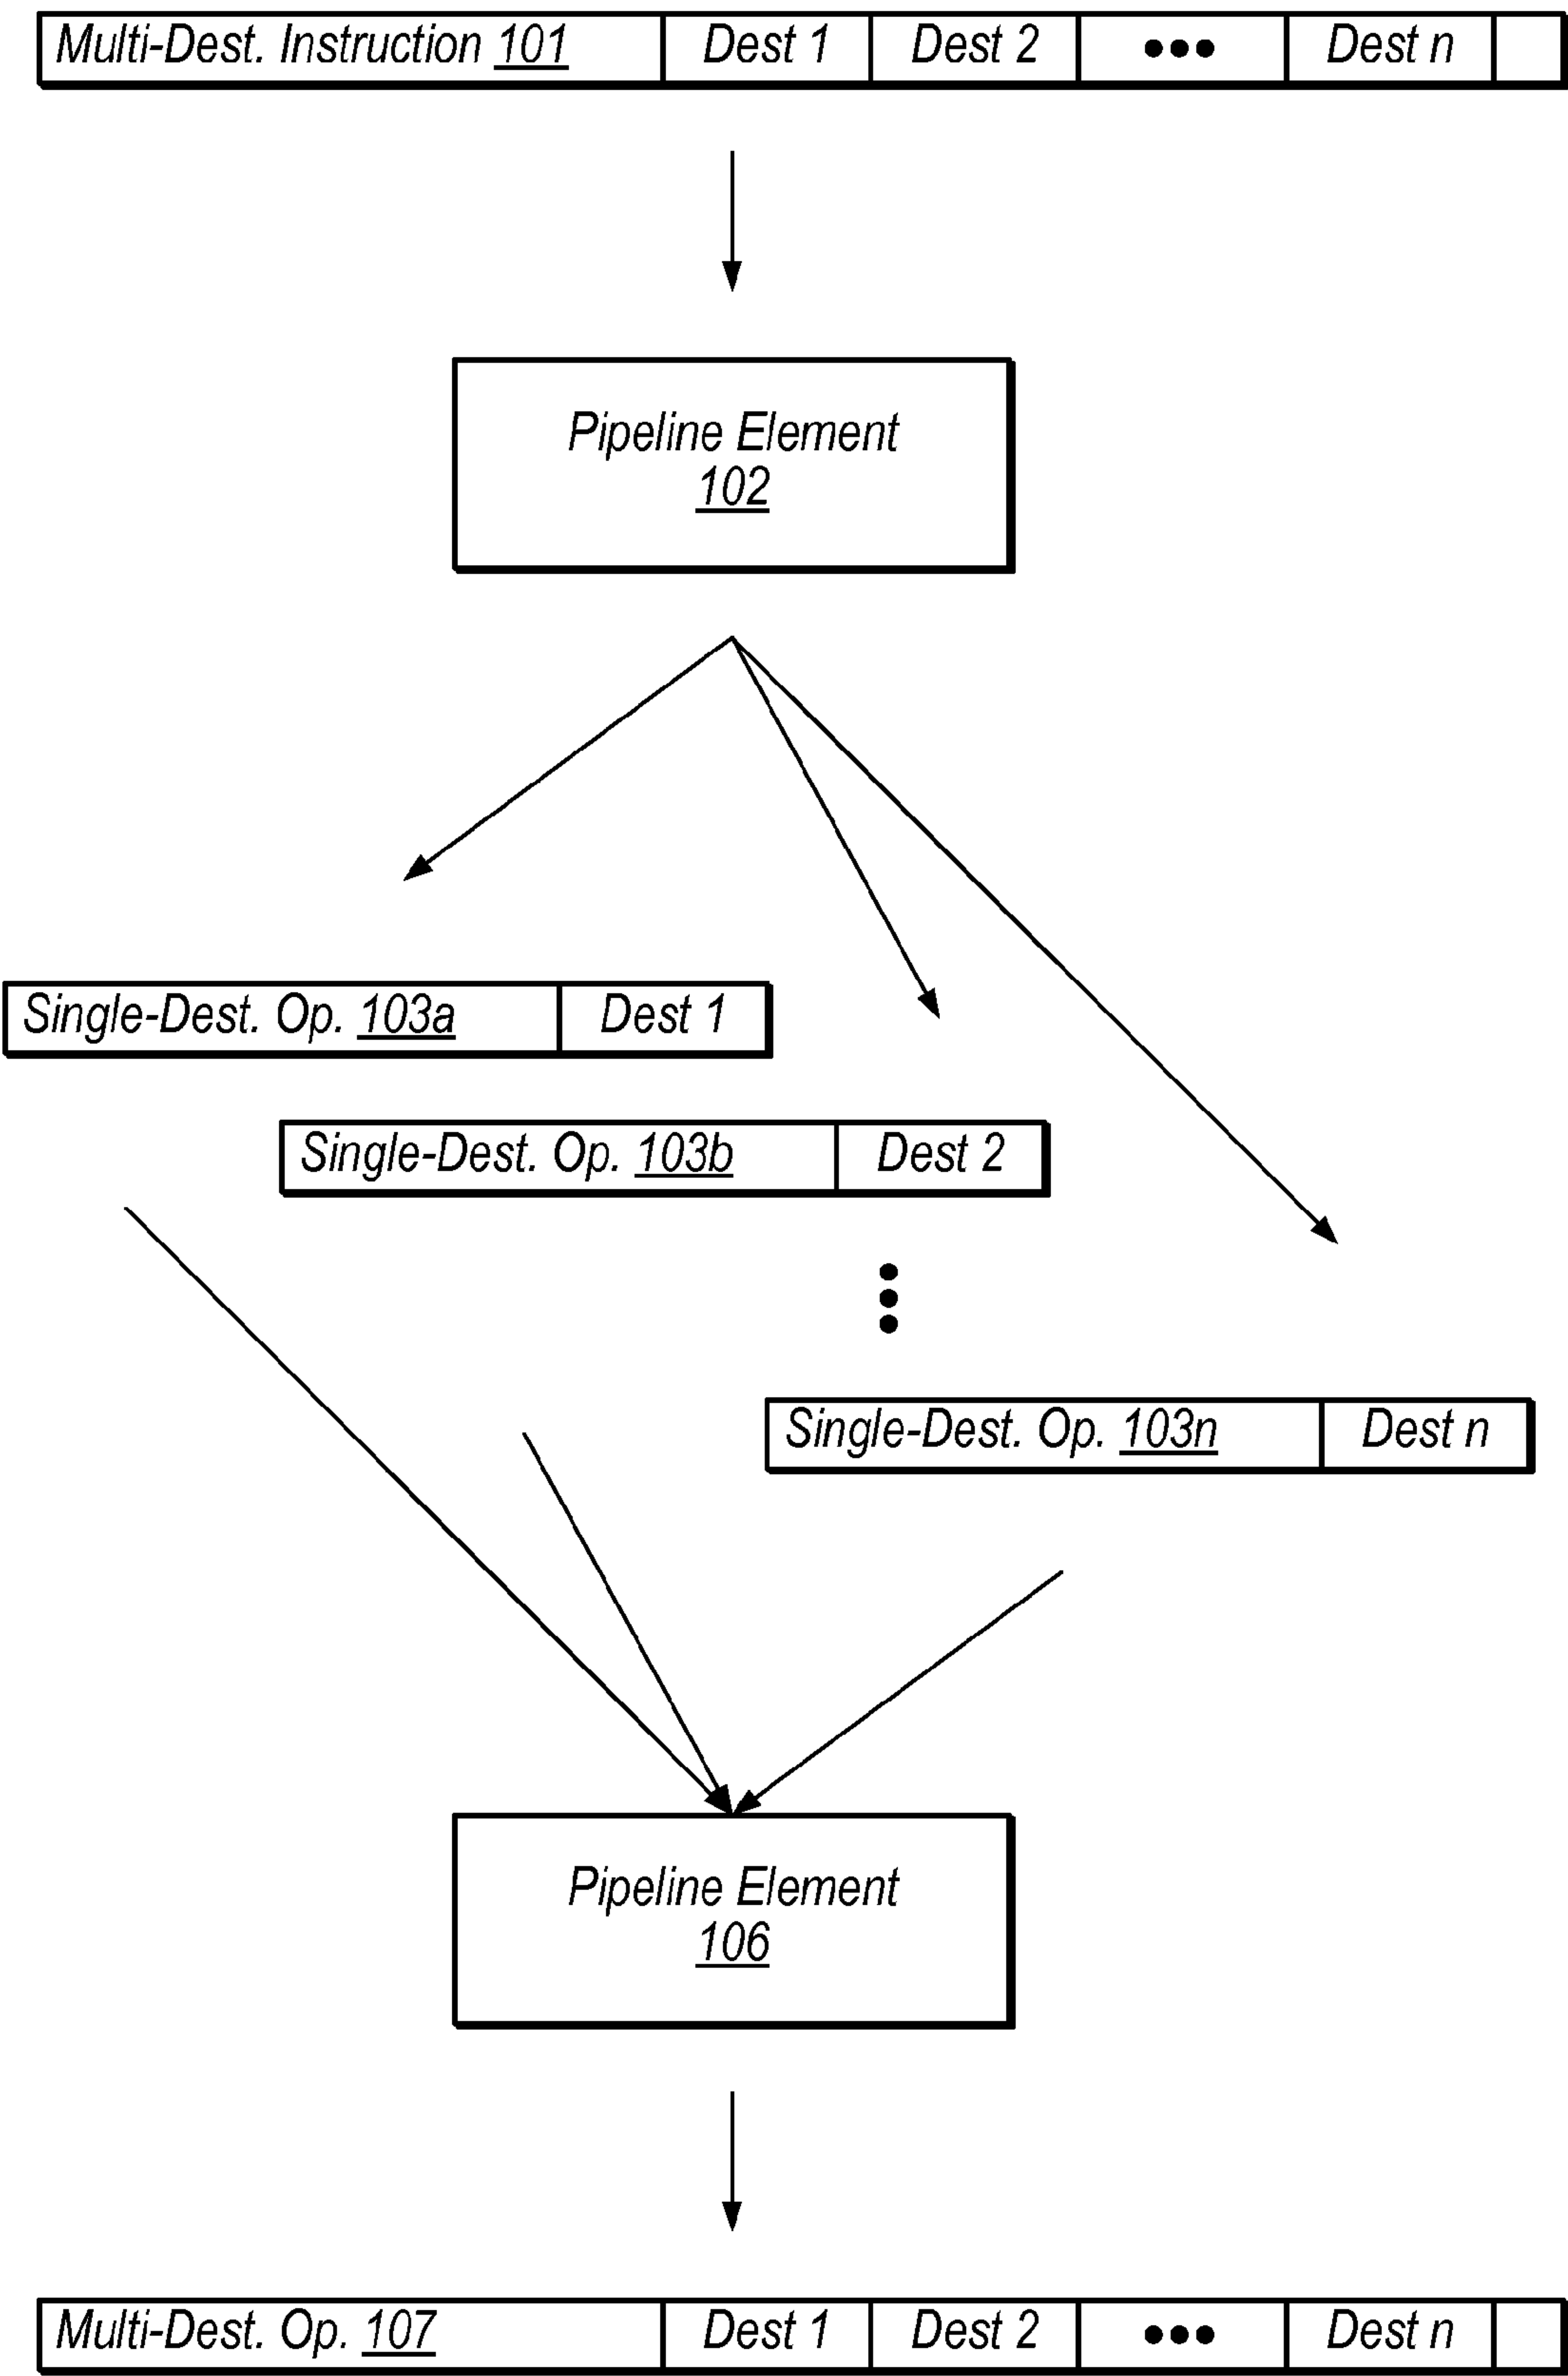 Multi-Dest. Instruction 101 Dest 1 Dest 2 ••• Dest n
Pipeline Element
102
Single-Dest. Op. 103a Dest 1
Single-Dest. Op. 103b Dest 2
Single-Dest. Op. 103n Dest n
Pipeline Element
106
Multi-Dest. Op. 107 Dest 1 Dest 2 ••• Dest n